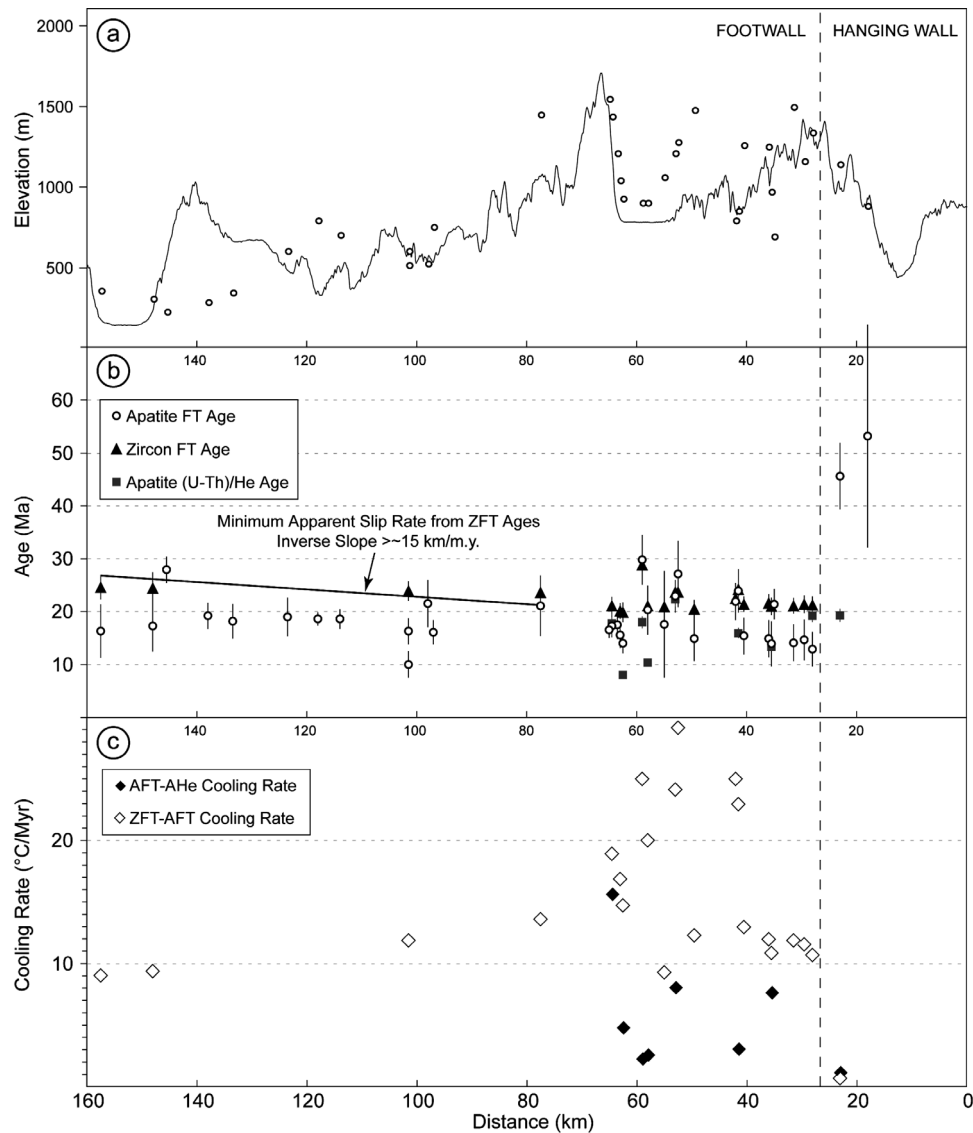 a
FOOTWALL
HANGING WALL
2000
1500
1000
500
Elevation (m)
140
120
100
80
60
40
20
b
Apatite FT Age
Zircon FT Age
Apatite (U-Th)/He Age
Minimum Apparent Slip Rate from ZFT Ages
Inverse Slope >~15 km/m.y.
60
50
40
30
20
10
Age (Ma)
140
120
100
80
60
40
20
c
AFT-AHe Cooling Rate
ZFT-AFT Cooling Rate
20
10
Cooling Rate (°C/Myr)
160
140
120
100
80
60
40
20
0
Distance (km)